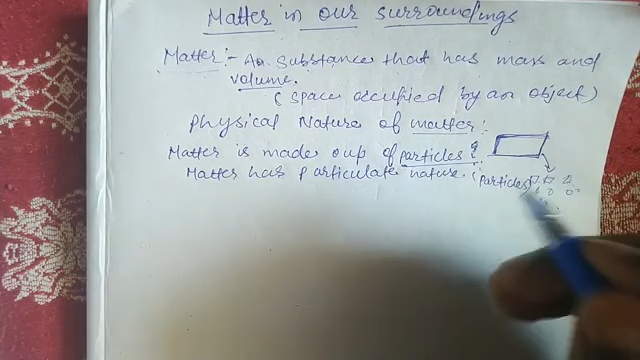 Matter in our surroundings
Matter:- An substance that has mass and
volume.
(space occupied by an object)
Physical Nature of matter:
Matter is made oup of particles :
Matter has particulate nature (particles)